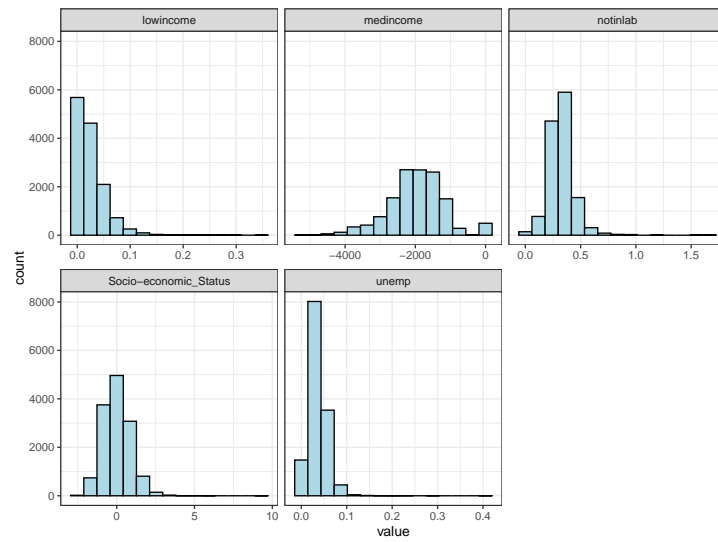 lowincome medincome notinlab
8000
6000
4000
2000
0
0.0 0.1 0.2 0.3 -4000 -2000 0 0.0 0.5 1.0 1.5
count
Socio-economic_Status unemp
8000
6000
4000
2000
0
0 5 10 0.0 0.1 0.2 0.3 0.4
value